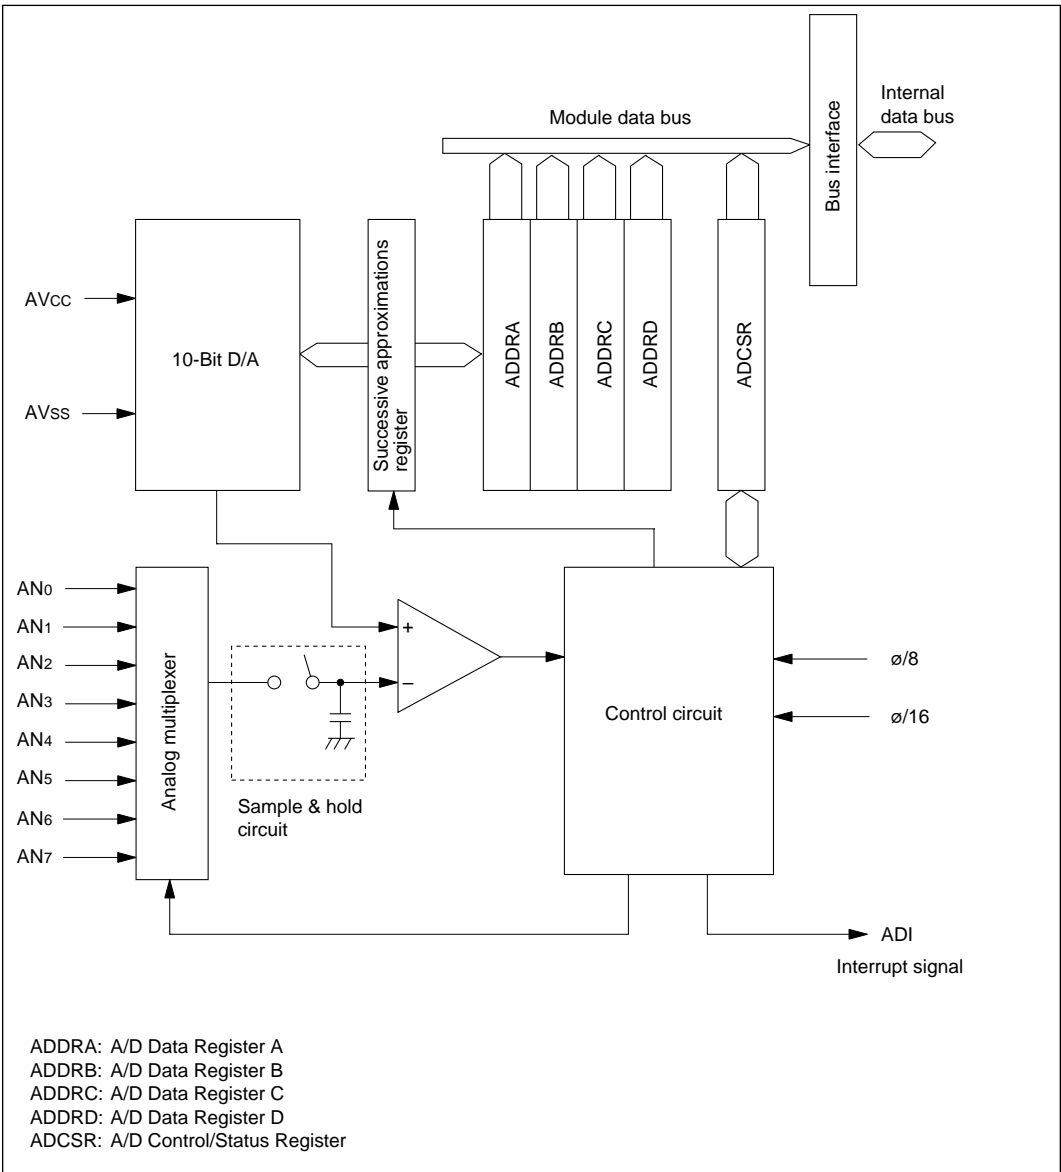 Internal
data bus
Module data bus
Bus interface
AVCC
AVSS
10-Bit D/A
Successive approximations
register
ADDRA
ADDRB
ADDRC
ADDRD
ADCSR
AN0
AN1
AN2
AN3
AN4
AN5
AN6
AN7
Analog multiplexer
+
–
Sample & hold
circuit
Control circuit
ø/8
ø/16
ADI
Interrupt signal
ADDRA: A/D Data Register A
ADDRB: A/D Data Register B
ADDRC: A/D Data Register C
ADDRD: A/D Data Register D
ADCSR: A/D Control/Status Register